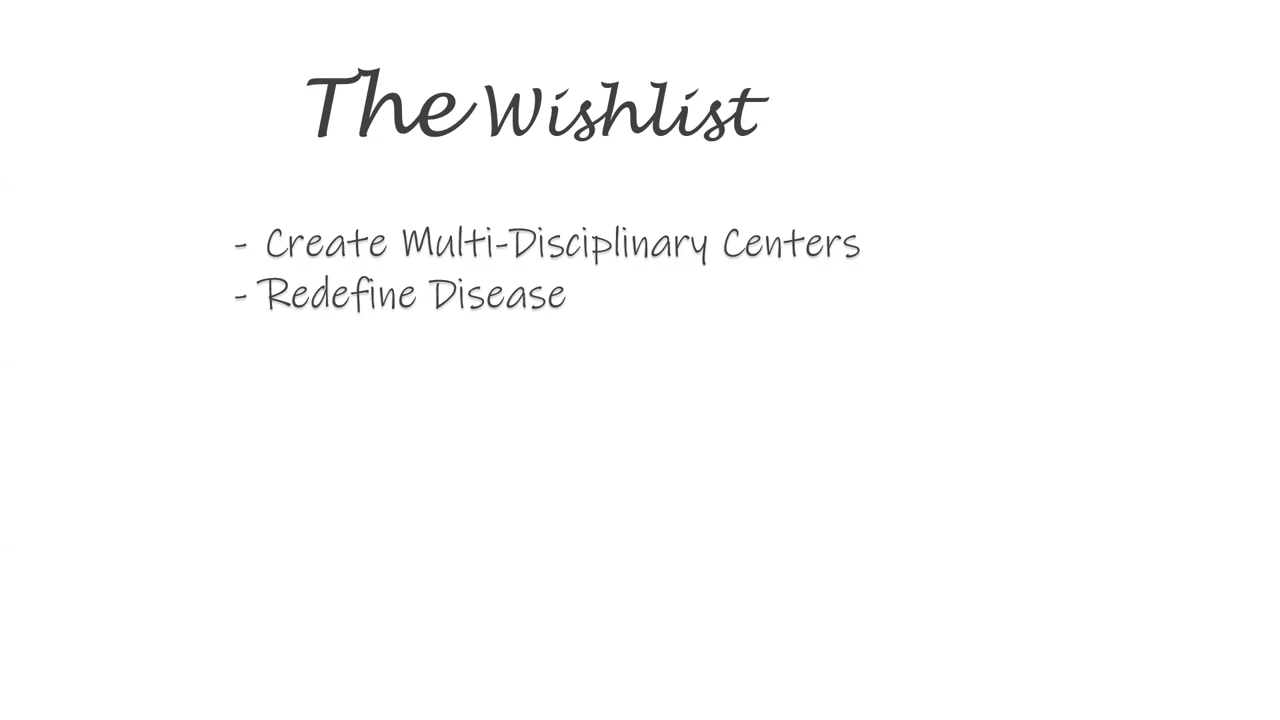 The Wishlist
- Create Multi-Disciplinary Centers
- Redefine Disease